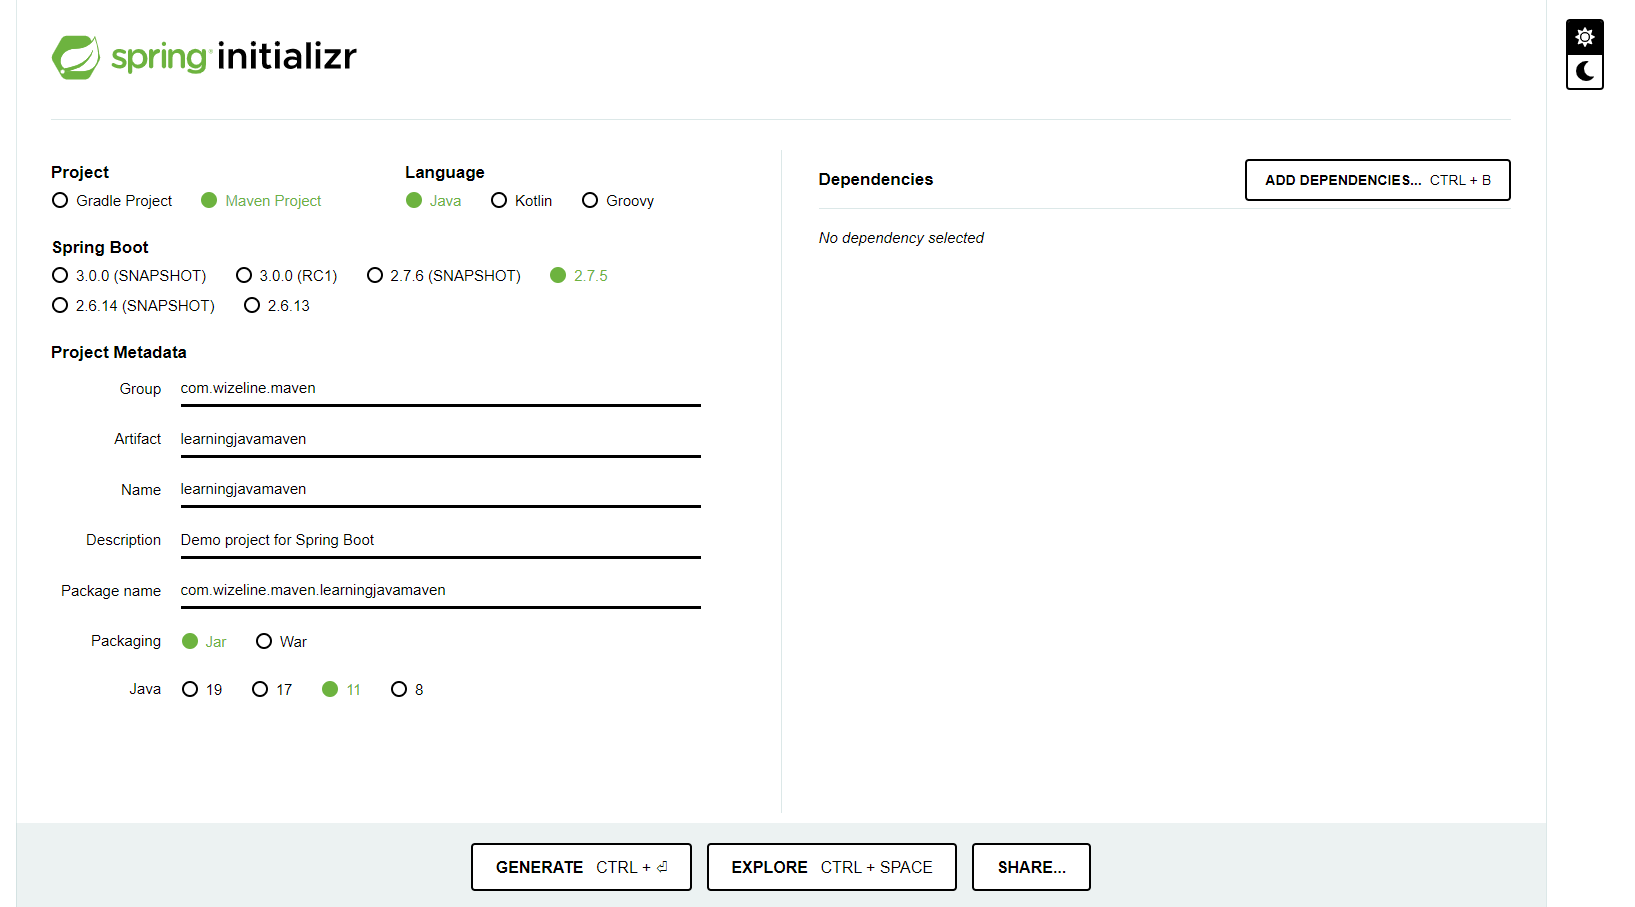 spring initializr
Project
Language
Gradle Project Maven Project
Java Kotlin Groovy
Dependencies
ADD DEPENDENCIES... CTRL + B
No dependency selected
Spring Boot
3.0.0 (SNAPSHOT) 3.0.0 (RC1) 2.7.6 (SNAPSHOT) 2.7.5
2.6.14 (SNAPSHOT) 2.6.13
Project Metadata
Group com.wizeline.maven
Artifact learningjavamaven
Name learningjavamaven
Description Demo project for Spring Boot
Package name com.wizeline.maven.learningjavamaven
Packaging Jar War
Java 19 17 11 8
GENERATE CTRL + ⏎
EXPLORE CTRL + SPACE
SHARE...